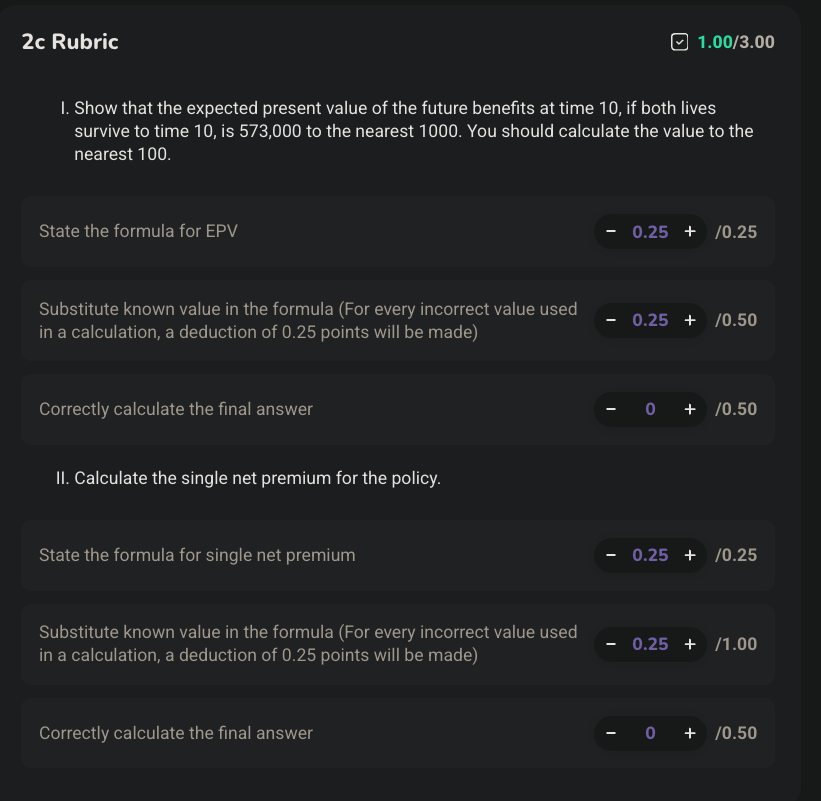 2c Rubric
1.00/3.00
I. Show that the expected present value of the future benefits at time 10, if both lives
survive to time 10, is 573,000 to the nearest 1000. You should calculate the value to the
nearest 100.
State the formula for EPV
− 0.25 + /0.25
Substitute known value in the formula (For every incorrect value used
in a calculation, a deduction of 0.25 points will be made)
− 0.25 + /0.50
Correctly calculate the final answer
− 0 + /0.50
II. Calculate the single net premium for the policy.
State the formula for single net premium
− 0.25 + /0.25
Substitute known value in the formula (For every incorrect value used
in a calculation, a deduction of 0.25 points will be made)
− 0.25 + /1.00
Correctly calculate the final answer
− 0 + /0.50